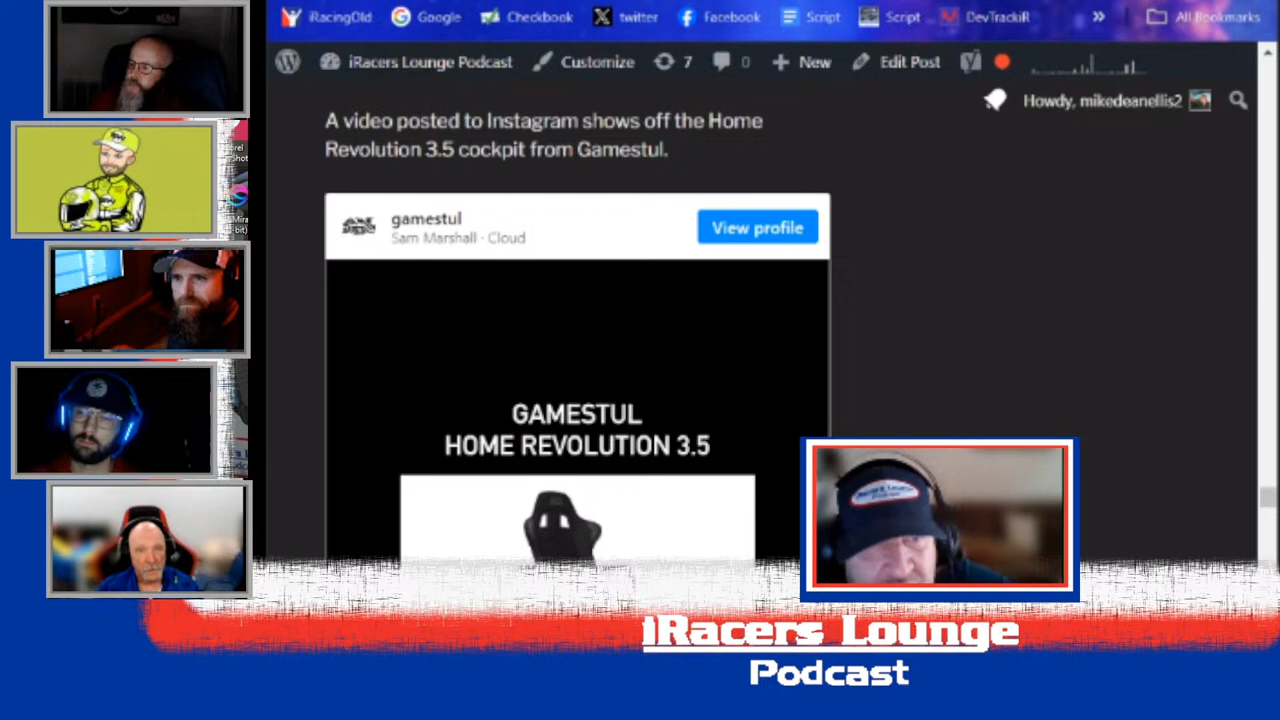 iRacingOld Google Checkbook twitter Facebook Script Script DevTrackiR » All Bookmarks
iRacers Lounge Podcast Customize 7 0 New Edit Post
Howdy, mikedeanellis2
A video posted to Instagram shows off the Home
Revolution 3.5 cockpit from Gamestul.
gamestul
Sam Marshall · Cloud
View profile
GAMESTUL
HOME REVOLUTION 3.5
iRacers Lounge
Podcast